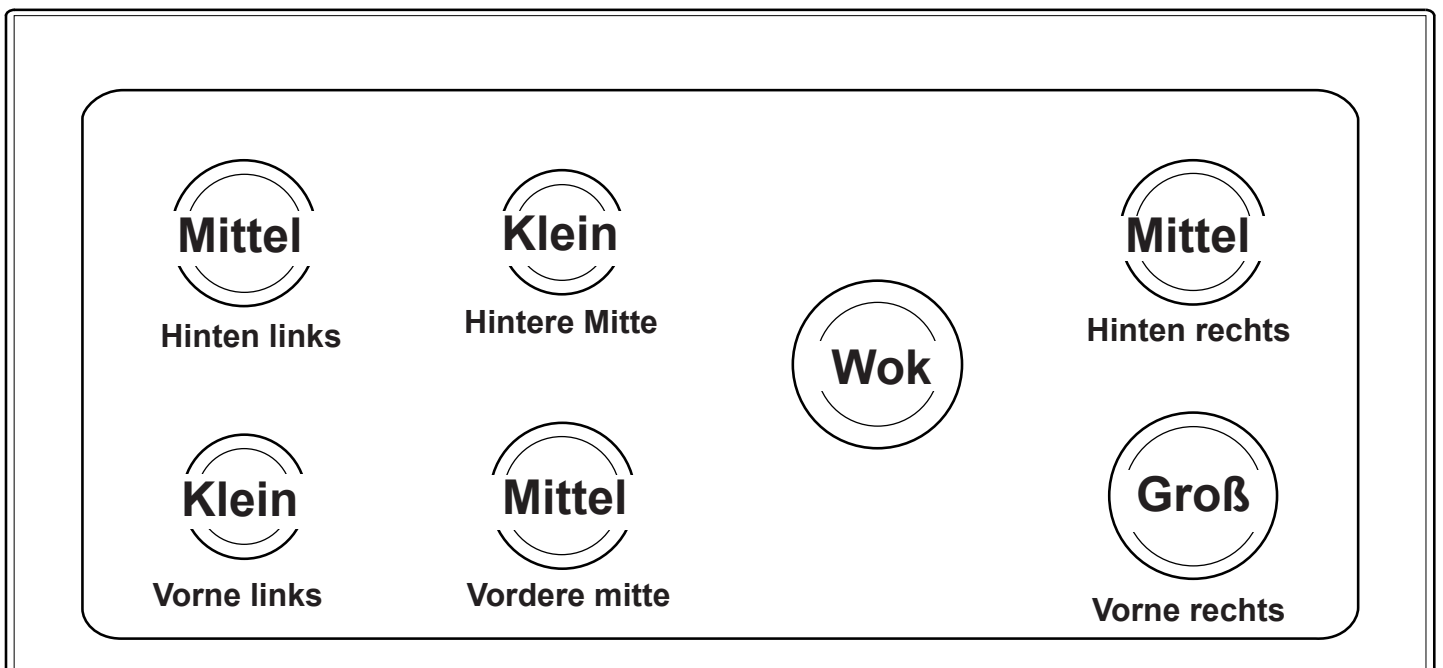 Mittel
Hinten links
Klein
Hintere Mitte
Mittel
Hinten rechts
Wok
Klein
Vorne links
Mittel
Vordere mitte
Groß
Vorne rechts